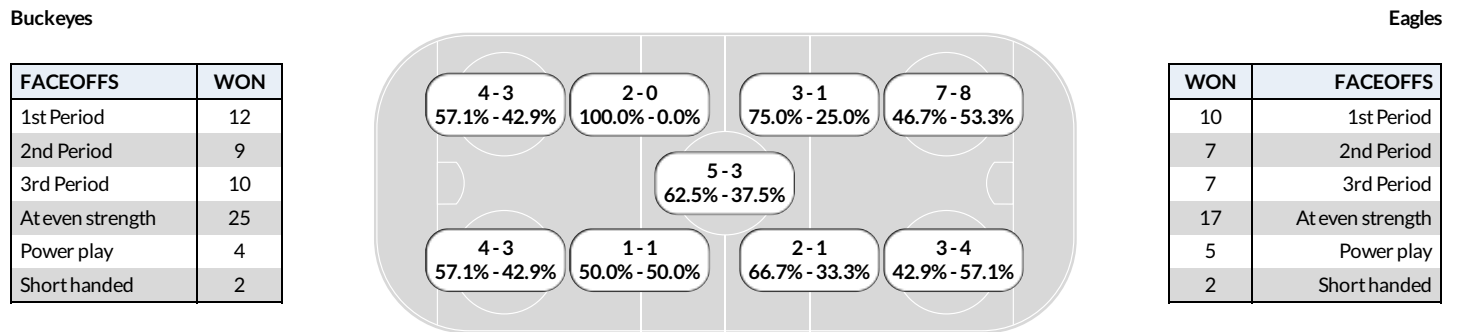 Buckeyes
Eagles
FACEOFFS WON
1st Period 12
2nd Period 9
3rd Period 10
At even strength 25
Power play 4
Short handed 2
4 - 3
57.1% - 42.9%
2 - 0
100.0% - 0.0%
3 - 1
75.0% - 25.0%
7 - 8
46.7% - 53.3%
5 - 3
62.5% - 37.5%
4 - 3
57.1% - 42.9%
1 - 1
50.0% - 50.0%
2 - 1
66.7% - 33.3%
3 - 4
42.9% - 57.1%
WON FACEOFFS
10 1st Period
7 2nd Period
7 3rd Period
17 At even strength
5 Power play
2 Short handed